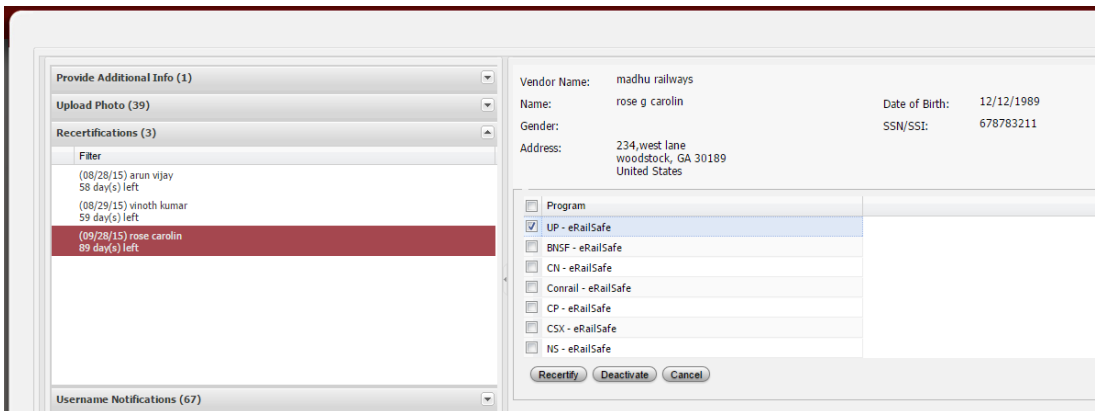 Provide Additional Info (1)
Upload Photo (39)
Recertifications (3)
Filter
(08/28/15) arun vijay
58 day(s) left
(08/29/15) vinoth kumar
59 day(s) left
(09/28/15) rose carolin
89 day(s) left
Username Notifications (67)
Vendor Name: madhu railways
Name: rose g carolin Date of Birth: 12/12/1989
Gender: SSN/SSI: 678783211
Address: 234,west lane
woodstock, GA 30189
United States
Program
UP - eRailSafe
BNSF - eRailSafe
CN - eRailSafe
Conrail - eRailSafe
CP - eRailSafe
CSX - eRailSafe
NS - eRailSafe
Recertify Deactivate Cancel